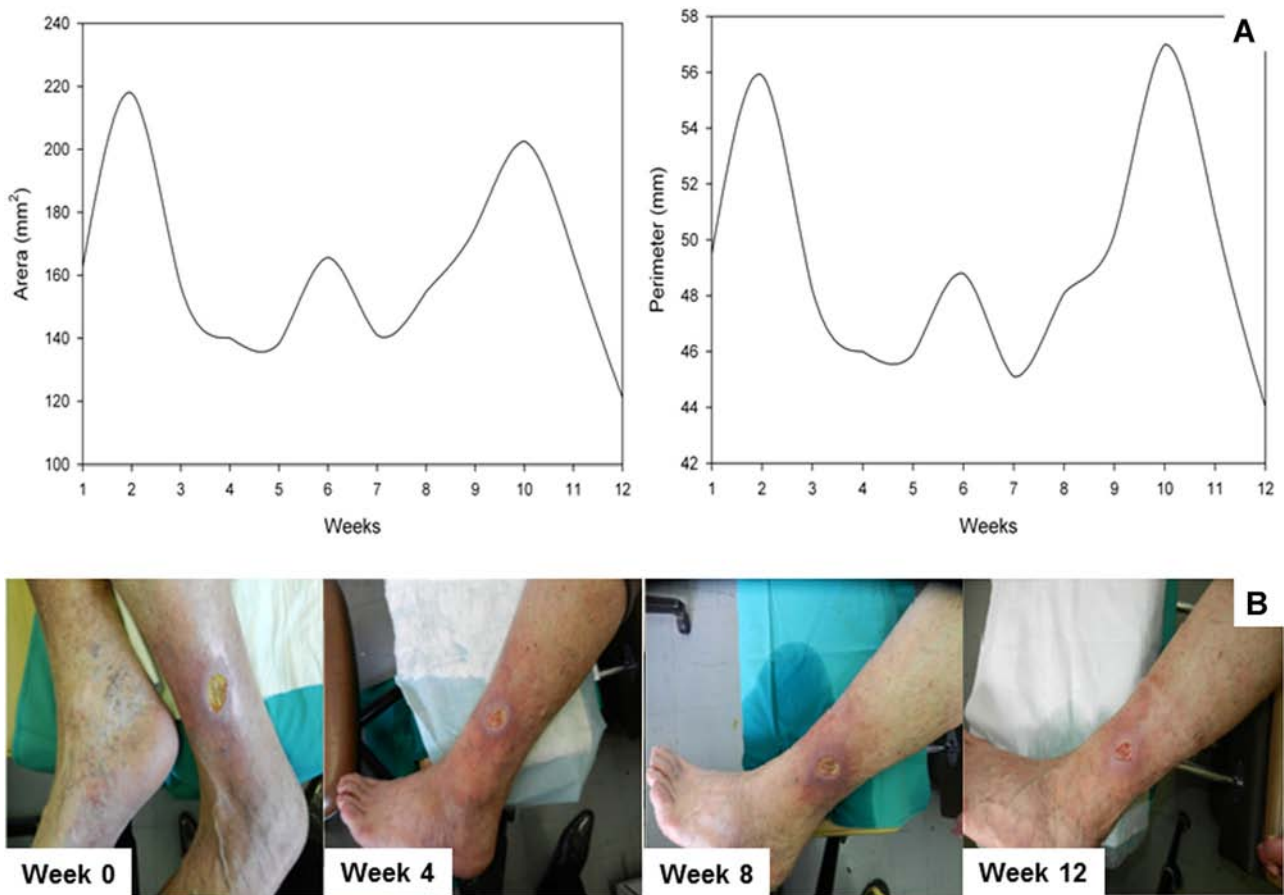 A
240
220
200
180
160
140
120
100
Arera (mm²)
1 2 3 4 5 6 7 8 9 10 11 12
Weeks
58
56
54
52
50
48
46
44
42
Perimeter (mm)
1 2 3 4 5 6 7 8 9 10 11 12
Weeks
B
Week 0
Week 4
Week 8
Week 12